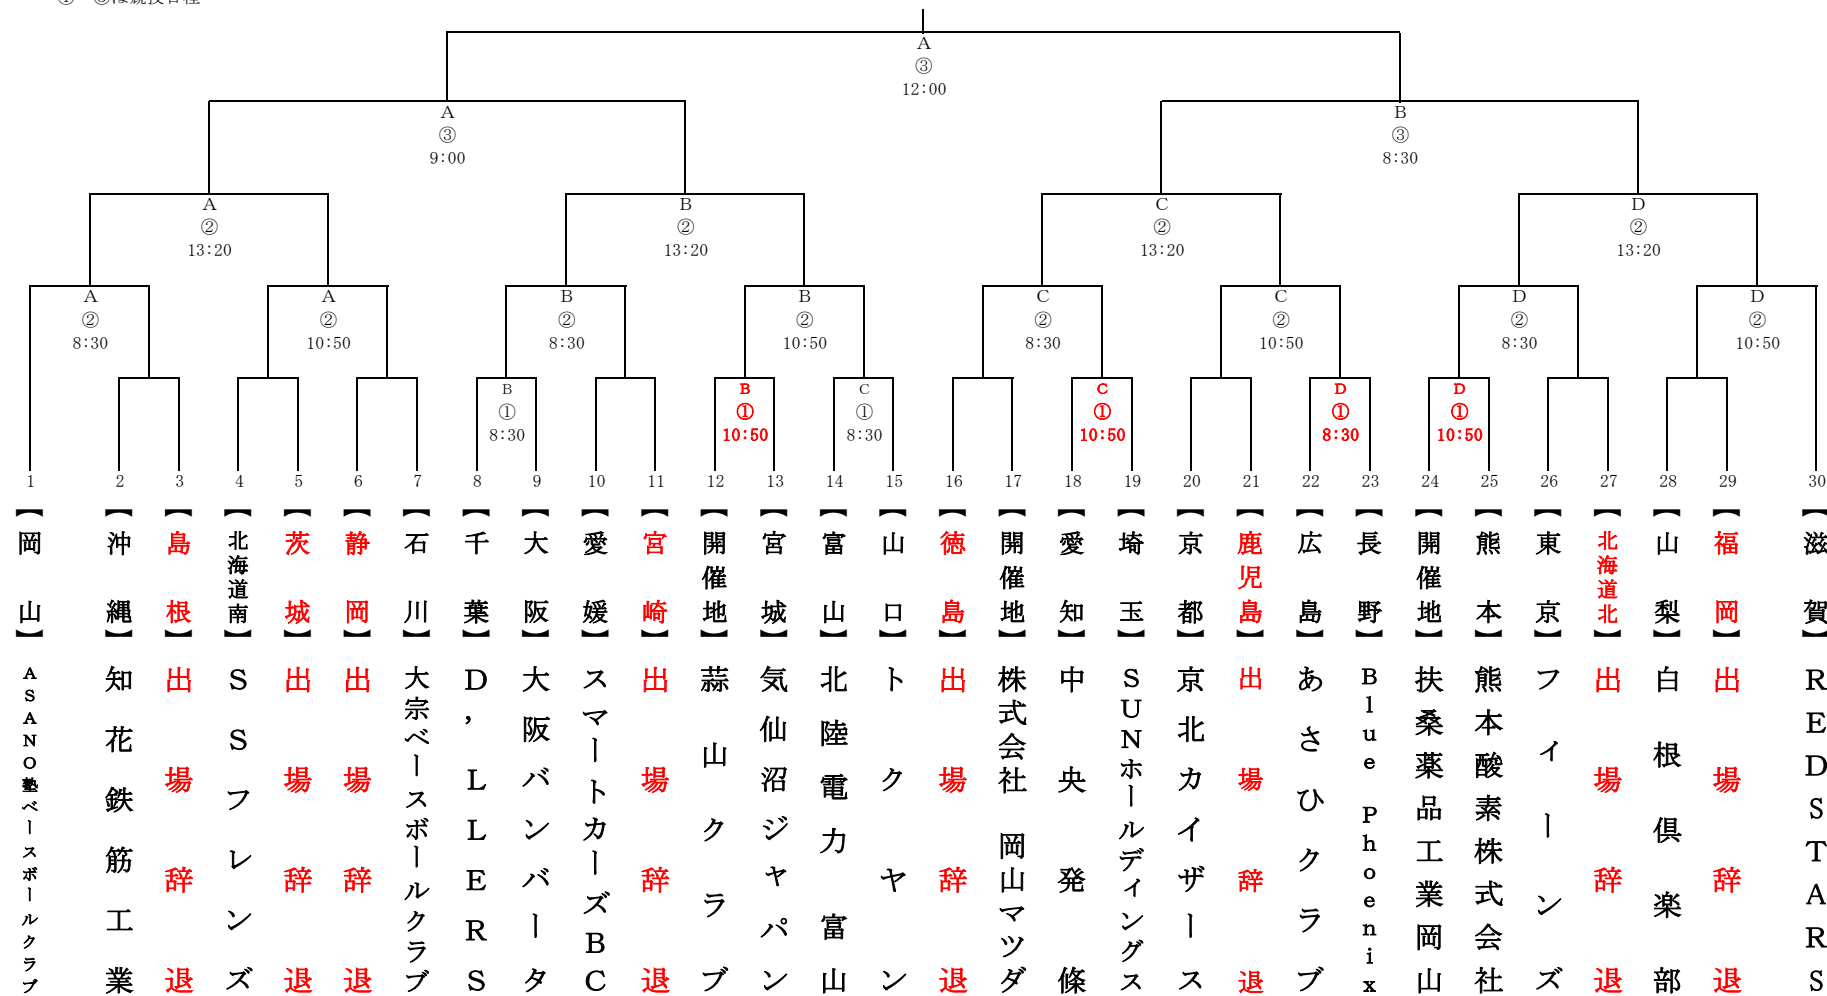 A
③
12:00
A
③
9:00
B
③
8:30
A
②
13:20
B
②
13:20
C
②
13:20
D
②
13:20
A
②
8:30
A
②
10:50
B
②
8:30
B
②
10:50
C
②
8:30
C
②
10:50
D
②
8:30
D
②
10:50
B
①
8:30
B
①
10:50
C
①
8:30
C
①
10:50
D
①
8:30
D
①
10:50
1
【岡山】
ASANO塾ベースボールクラブ
2
【沖縄】
知花鉄筋工業
3
【島根】
出場辞退
4
【北海道南】
SSフレンズ
5
【茨城】
出場辞退
6
【静岡】
出場辞退
7
【石川】
大宗ベースボールクラブ
8
【千葉】
D’LLERS
9
【大阪】
大阪バンバータ
10
【愛媛】
スマートカーズBC
11
【宮崎】
出場辞退
12
【開催地】
蒜山クラブ
13
【宮城】
気仙沼ジャパン
14
【富山】
北陸電力富山
15
【山口】
トクヤン
16
【徳島】
出場辞退
17
【開催地】
株式会社 岡山マツダ
18
【愛知】
中央発條
19
【埼玉】
SUNホールディングス
20
【京都】
京北カイザース
21
【鹿児島】
出場辞退
22
【広島】
あさひクラブ
23
【長野】
Blue Phoenix
24
【開催地】
扶桑薬品工業岡山
25
【熊本】
熊本酸素株式会社
26
【東京】
フィーンズ
27
【北海道北】
出場辞退
28
【山梨】
白根倶楽部
29
【福岡】
出場辞退
30
【滋賀】
REDSTARS